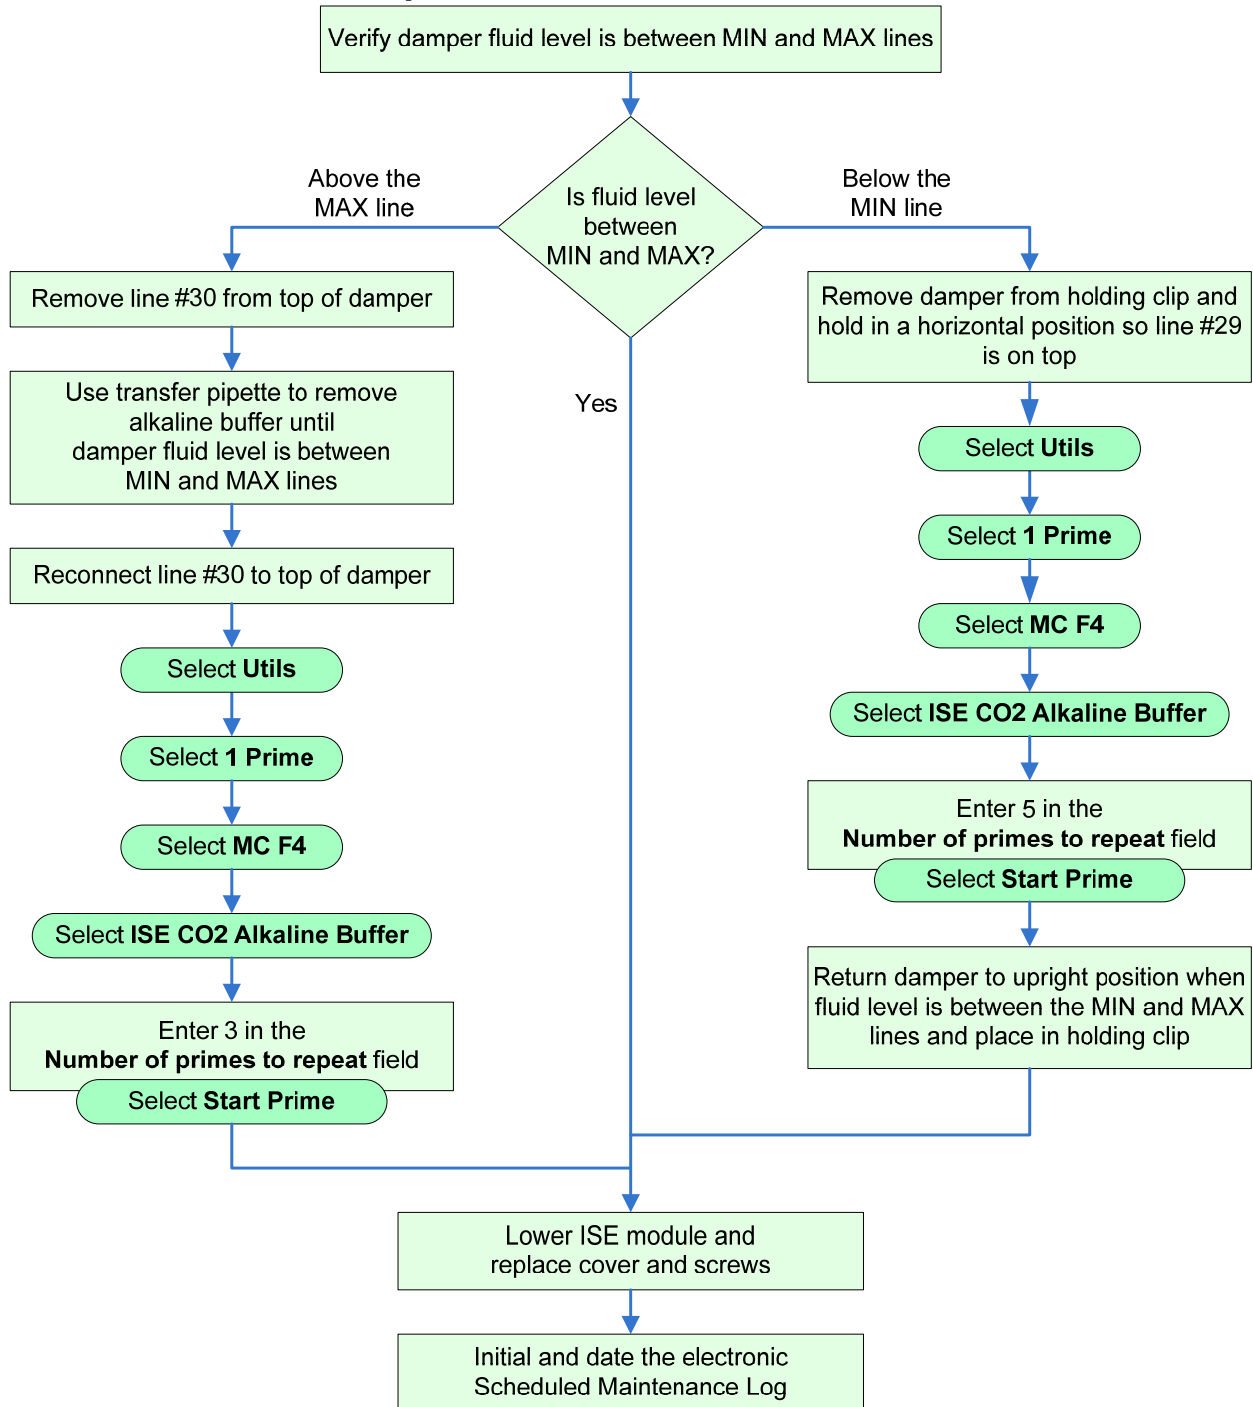 Verify damper fluid level is between MIN and MAX lines
Is fluid level
between
MIN and MAX?
Above the
MAX line
Below the
MIN line
Yes
Remove line #30 from top of damper
Use transfer pipette to remove
alkaline buffer until
damper fluid level is between
MIN and MAX lines
Reconnect line #30 to top of damper
Select Utils
Select 1 Prime
Select MC F4
Select ISE CO2 Alkaline Buffer
Enter 3 in the
Number of primes to repeat field
Select Start Prime
Remove damper from holding clip and
hold in a horizontal position so line #29
is on top
Select Utils
Select 1 Prime
Select MC F4
Select ISE CO2 Alkaline Buffer
Enter 5 in the
Number of primes to repeat field
Select Start Prime
Return damper to upright position when
fluid level is between the MIN and MAX
lines and place in holding clip
Lower ISE module and
replace cover and screws
Initial and date the electronic
Scheduled Maintenance Log